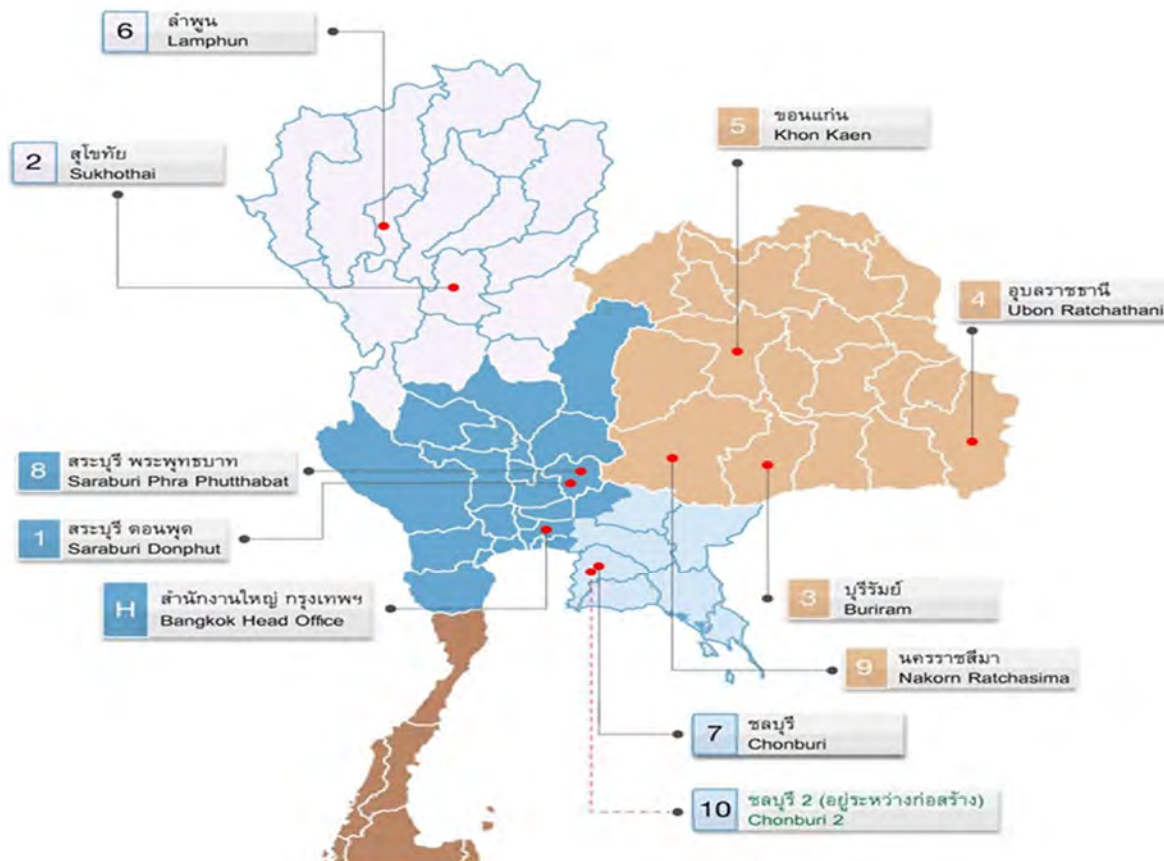 6
ลำพูน
Lamphun
2
สุโขทัย
Sukhothai
5
ขอนแก่น
Khon Kaen
4
อุบลราชธานี
Ubon Ratchathani
8
สระบุรี พระพุทธบาท
Saraburi Phra Phutthabat
1
สระบุรี ดอนพุด
Saraburi Donphut
H
สำนักงานใหญ่ กรุงเทพฯ
Bangkok Head Office
3
บุรีรัมย์
Buriram
9
นครราชสีมา
Nakorn Ratchasima
7
ชลบุรี
Chonburi
10
ชลบุรี 2 (อยู่ระหว่างก่อสร้าง)
Chonburi 2